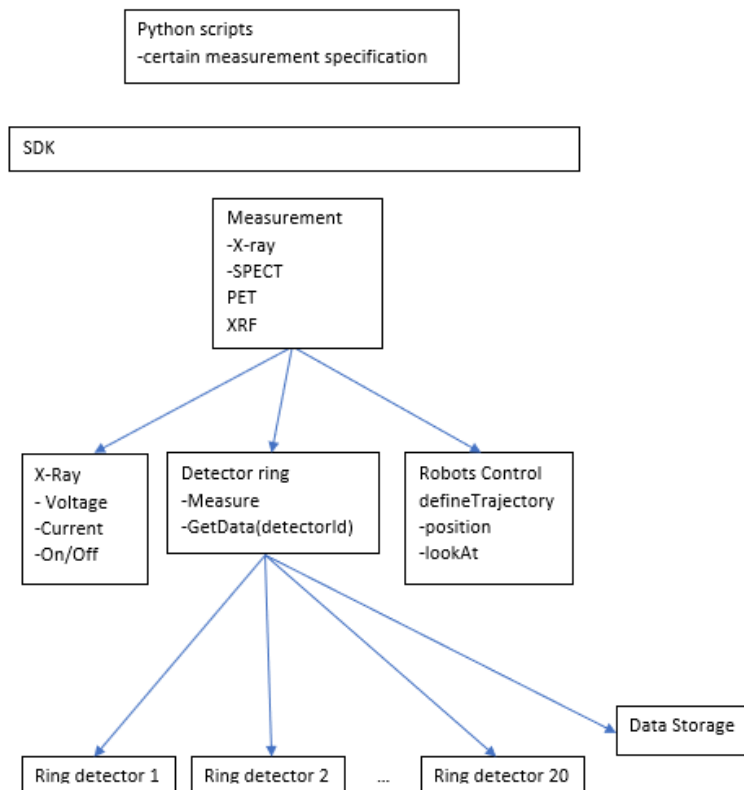 Python scripts
-certain measurement specification
SDK
Measurement
-X-ray
-SPECT
PET
XRF
X-Ray
- Voltage
-Current
-On/Off
Detector ring
-Measure
-GetData(detectorId)
Robots Control
defineTrajectory
-position
-lookAt
Data Storage
Ring detector 1
Ring detector 2
...
Ring detector 20